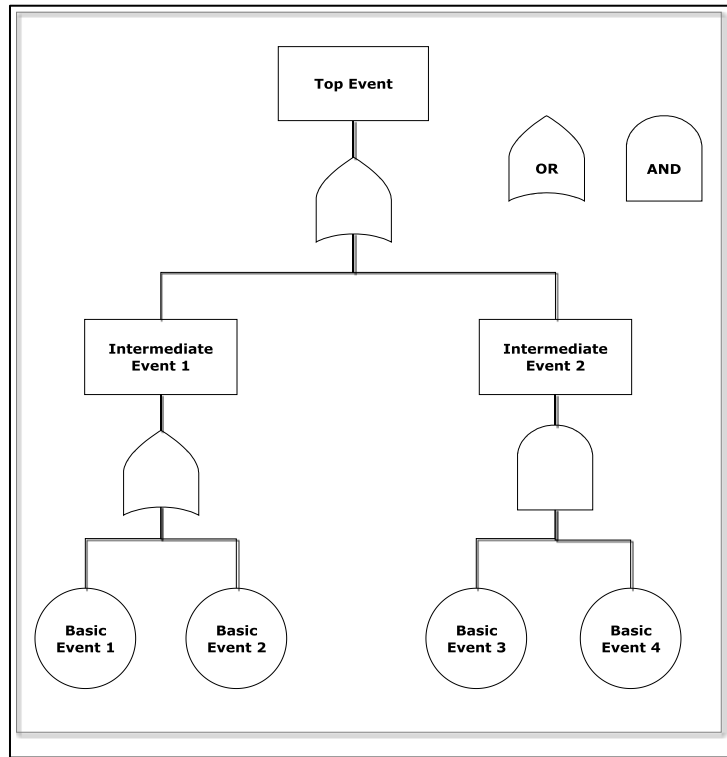 Top Event
OR
AND
Intermediate
Event 1
Intermediate
Event 2
Basic
Event 1
Basic
Event 2
Basic
Event 3
Basic
Event 4